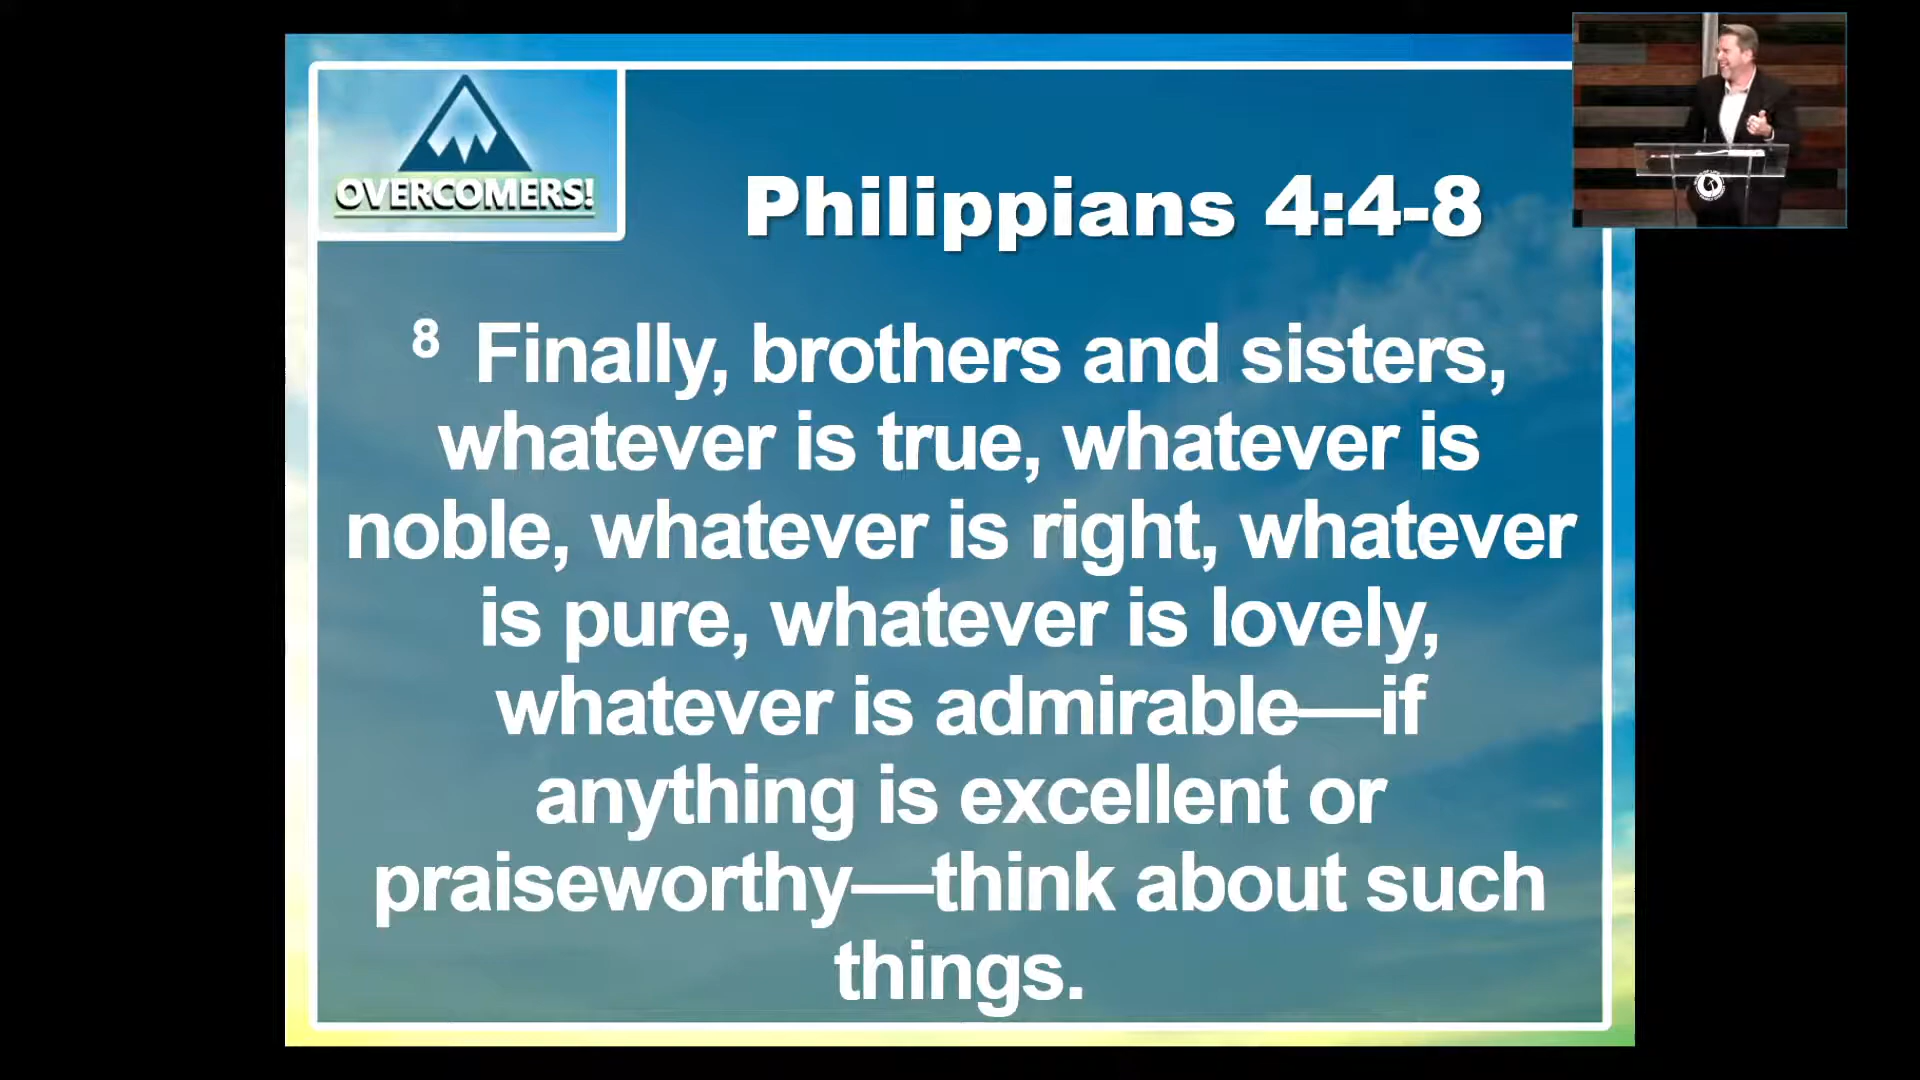 OVERCOMERS!
Philippians 4:4-8
8 Finally, brothers and sisters,
whatever is true, whatever is
noble, whatever is right, whatever
is pure, whatever is lovely,
whatever is admirable—if
anything is excellent or
praiseworthy—think about such
things.